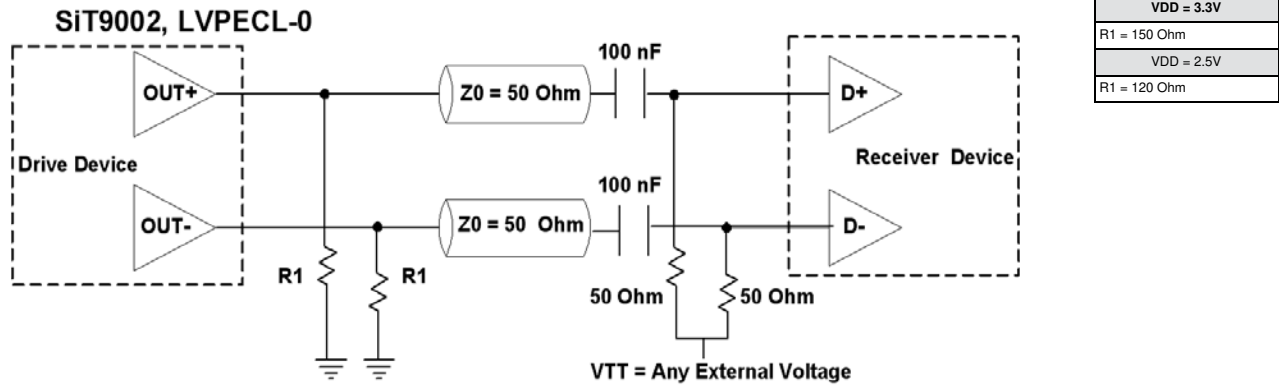 SiT9002, LVPECL-0
VDD = 3.3V
R1 = 150 Ohm
VDD = 2.5V
R1 = 120 Ohm
100 nF
OUT+
Z0 = 50 Ohm
D+
Drive Device
Receiver Device
100 nF
OUT-
Z0 = 50 Ohm
D-
R1
R1
50 Ohm
50 Ohm
VTT = Any External Voltage